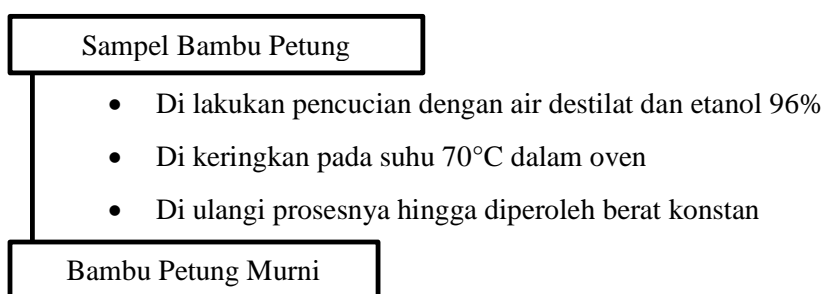 Sampel Bambu Petung
• Di lakukan pencucian dengan air destilat dan etanol 96%
• Di keringkan pada suhu 70°C dalam oven
• Di ulangi prosesnya hingga diperoleh berat konstan
Bambu Petung Murni